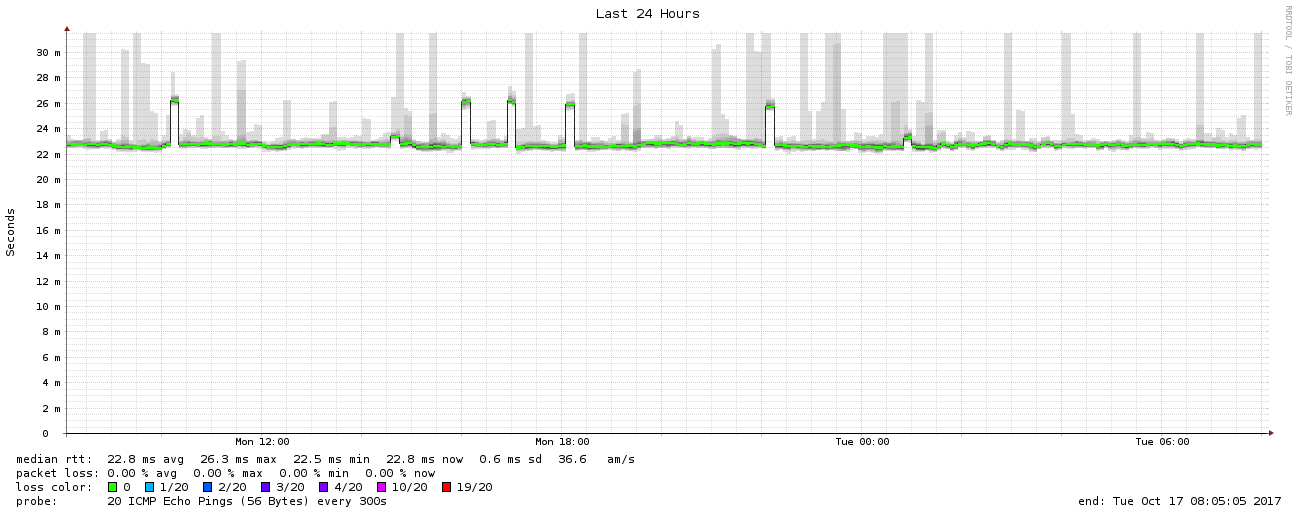 Last 24 Hours
RRDTOOL / TOBI OETIKER
Seconds
30 m
28 m
26 m
24 m
22 m
20 m
18 m
16 m
14 m
12 m
10 m
8 m
6 m
4 m
2 m
0
Mon 12:00 Mon 18:00 Tue 00:00 Tue 06:00
median rtt: 22.8 ms avg 26.3 ms max 22.5 ms min 22.8 ms now 0.6 ms sd 36.6 am/s
packet loss: 0.00 % avg 0.00 % max 0.00 % min 0.00 % now
loss color: 0 1/20 2/20 3/20 4/20 10/20 19/20
probe: 20 ICMP Echo Pings (56 Bytes) every 300s end: Tue Oct 17 08:05:05 2017